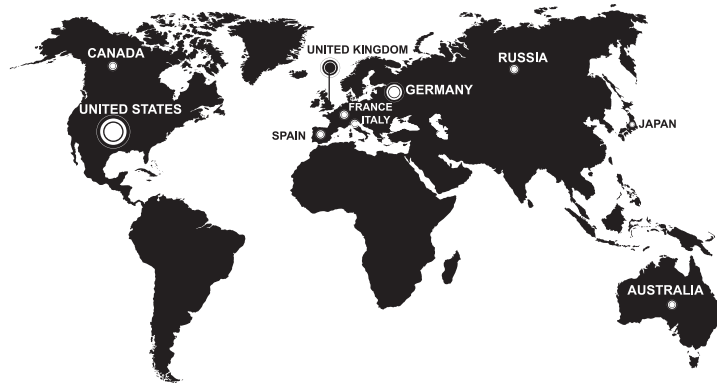 CANADA
UNITED KINGDOM
RUSSIA
GERMANY
UNITED STATES
FRANCE
ITALY
SPAIN
JAPAN
AUSTRALIA